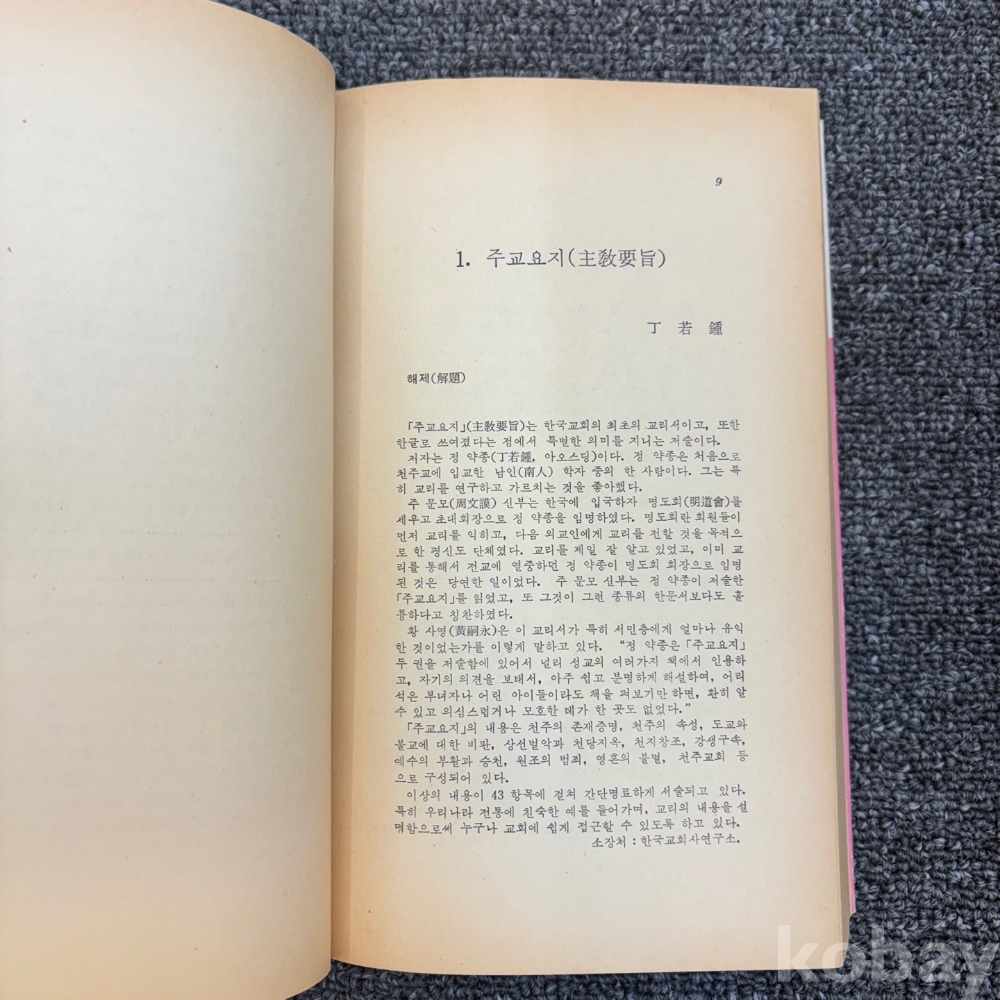 9
1. 주교요지(主敎要旨)
丁若鍾
해제(解題)
「주교요지」(主敎要旨)는 한국교회의 최초의 교리서이고, 또한
한글로 쓰여졌다는 점에서 특별한 의미를 지니는 저술이다.
저자는 정 약종(丁若鍾, 아오스딩)이다. 정 약종은 처음으로
천주교에 입교한 남인(南人) 학자 중의 한 사람이다. 그는 특
히 교리를 연구하고 가르치는 것을 좋아했다.
주 문모(周文謨) 신부는 한국에 입국하자 명도회(明道會)를
세우고 초대회장으로 정 약종을 임명하였다. 명도회란 회원들이
먼저 교리를 익히고, 다음 외교인에게 교리를 전할 것을 목적으
로 한 평신도 단체였다. 교리를 제일 잘 알고 있었고, 이미 교
리를 통해서 전교에 열중하던 정 약종이 명도회 회장으로 임명
된 것은 당연한 일이었다. 주 문모 신부는 정 약종이 저술한
「주교요지」를 읽었고, 또 그것이 그런 종류의 한문서보다도 훌
륭하다고 칭찬하였다.
황 사영(黃嗣永)은 이 교리서가 특히 서민층에게 얼마나 유익
한 것이었는가를 이렇게 말하고 있다. “정 약종은「주교요지」
두 권을 저술함에 있어서 널리 성교의 여러가지 책에서 인용하
고, 자기의 의견을 보태서, 아주 쉽고 분명하게 해설하여, 어리
석은 부녀자나 어린 아이들이라도 책을 펴보기만 하면, 환히 알
수 있고 의심스럽거나 모호한 데가 한 곳도 없었다.”
「주교요지」의 내용은 천주의 존재증명, 천주의 속성, 도교와
불교에 대한 비판, 상선벌악과 천당지옥, 천지창조, 강생구속,
예수의 부활과 승천, 원조의 범죄, 영혼의 불멸, 천주교회 등
으로 구성되어 있다.
이상의 내용이 43 항목에 걸쳐 간단명료하게 서술되고 있다.
특히 우리나라 전통에 친숙한 예를 들어가며, 교리의 내용을 설
명함으로써 누구나 교회에 쉽게 접근할 수 있도록 하고 있다.
소장처 : 한국교회사연구소.
kobay